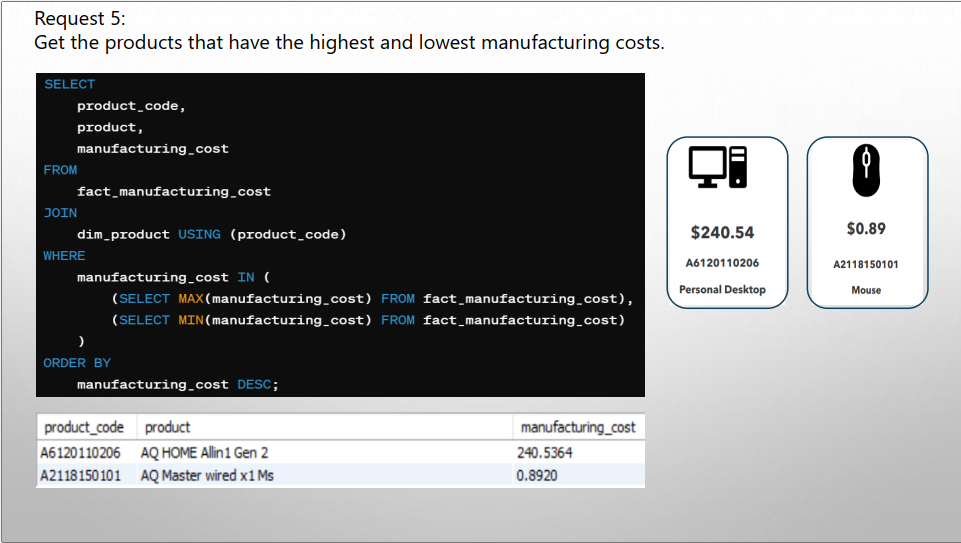 Request 5:
Get the products that have the highest and lowest manufacturing costs.
SELECT
product_code,
product,
manufacturing_cost
FROM
fact_manufacturing_cost
JOIN
dim_product USING (product_code)
WHERE
manufacturing_cost IN (
(SELECT MAX(manufacturing_cost) FROM fact_manufacturing_cost),
(SELECT MIN(manufacturing_cost) FROM fact_manufacturing_cost)
)
ORDER BY
manufacturing_cost DESC;
product_code product manufacturing_cost
A6120110206 AQ HOME Allin1 Gen 2 240.5364
A2118150101 AQ Master wired x1 Ms 0.8920
$240.54
A6120110206
Personal Desktop
$0.89
A2118150101
Mouse